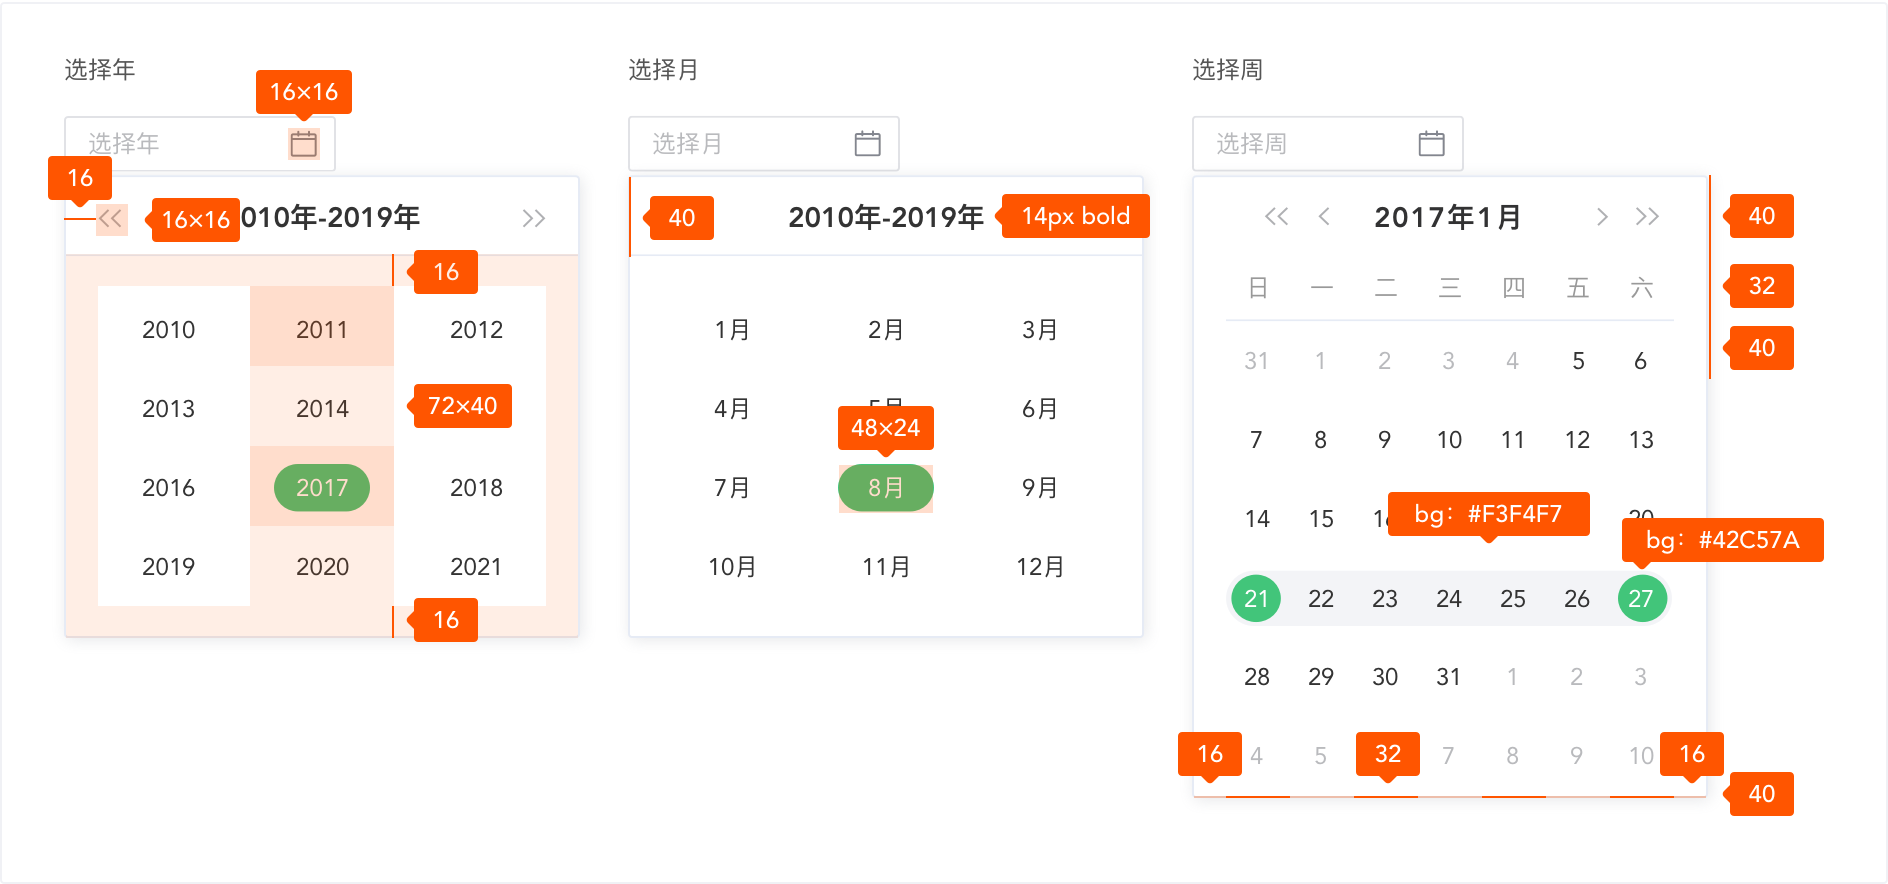 选择年
16×16
选择年
16
16×16
010年-2019年
16
2010 2011 2012
2013 2014 72×40
2016 2017 2018
2019 2020 2021
16
选择月
选择月
40 2010年-2019年 14px bold
1月 2月 3月
4月 6月
48×24
7月 8月 9月
10月 11月 12月
选择周
选择周
2017年1月 40
日 一 二 三 四 五 六 32
31 1 2 3 4 5 6 40
7 8 9 10 11 12 13
14 15 bg：#F3F4F7
bg：#42C57A
21 22 23 24 25 26 27
28 29 30 31 1 2 3
16 4 5 32 7 8 9 10 16
40